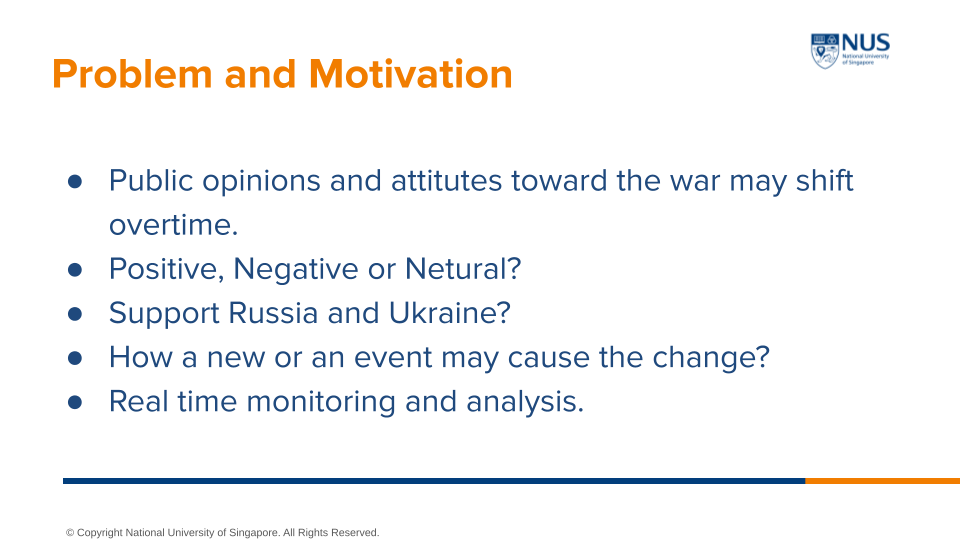 Problem and Motivation
NUS
National University
of Singapore
● Public opinions and attitutes toward the war may shift
overtime.
● Positive, Negative or Netural?
● Support Russia and Ukraine?
● How a new or an event may cause the change?
● Real time monitoring and analysis.
© Copyright National University of Singapore. All Rights Reserved.